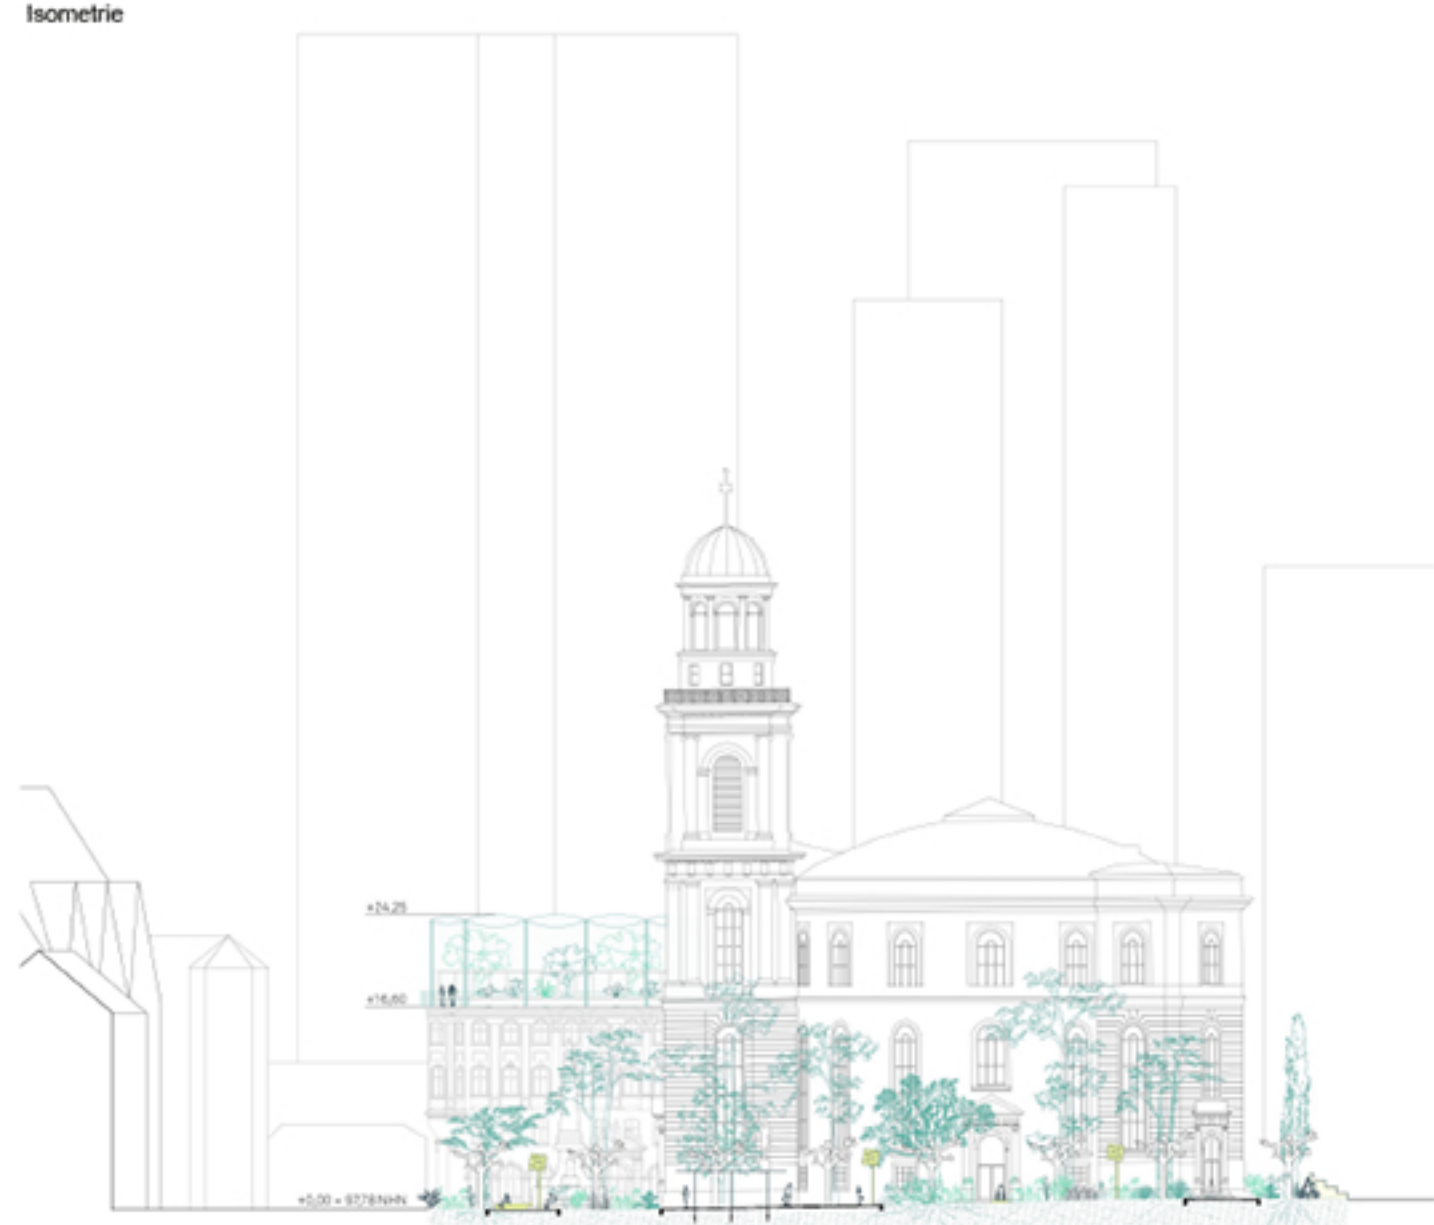 Isometrie
+24,25
+16,60
+0,00 = 97,78 NHN